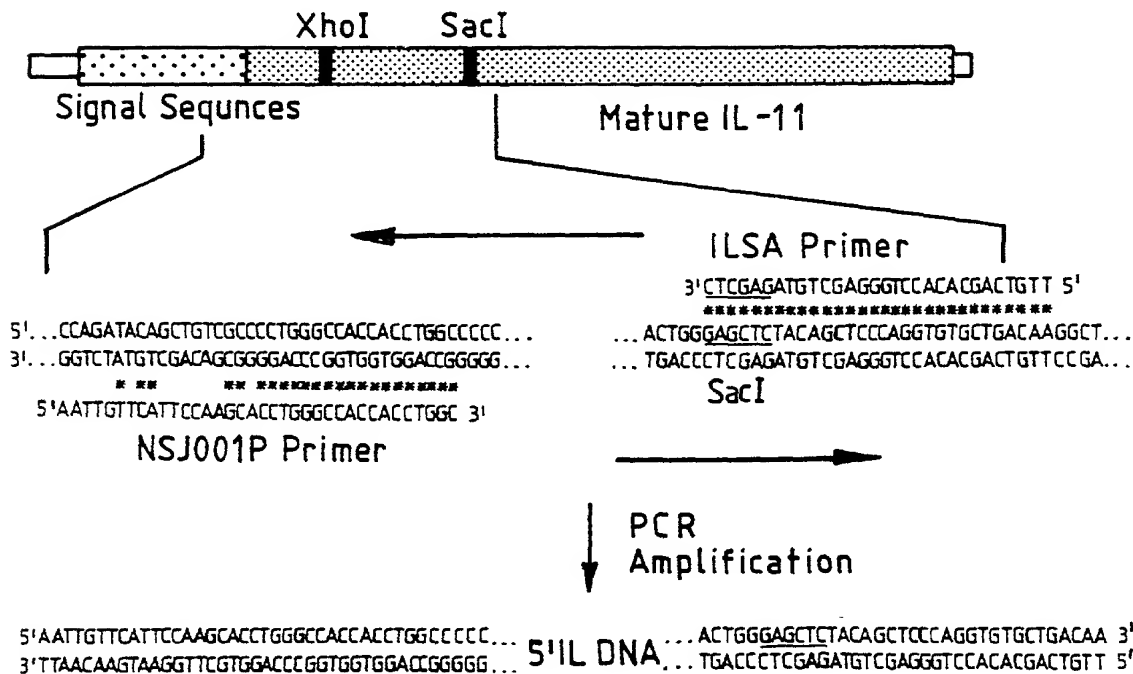 XhoI SacI
Signal Sequnces
Mature IL-11
ILSA Primer
3'CTCGAGATGTCGAGGGTCCACACGACTGTT 5'
******************************
5'...CCAGATACAGCTGTCGCCCCTGGGCCACCACCTGGCCCCC...
...ACTGGGAGCTCTACAGCTCCCAGGTGTGCTGACAAGGCT...
3'...GGTCTATGTCGACAGCGGGGACCCGGTGGTGGACCGGGGG...
...TGACCCTCGAGATGTCGAGGGTCCACACGACTGTTCCGA...
* ** ** ******************
SacI
5'AATTGTTCATTCCAAGCACCTGGGCCACCACCTGGC 3'
NSJ001P Primer
PCR
Amplification
5'AATTGTTCATTCCAAGCACCTGGGCCACCACCTGGCCCCC...
...ACTGGGAGCTCTACAGCTCCCAGGTGTGCTGACAA 3'
5'IL DNA
3'TTAACAAGTAAGGTTCGTGGACCCGGTGGTGGACCGGGGG...
...TGACCCTCGAGATGTCGAGGGTCCACACGACTGTT 5'